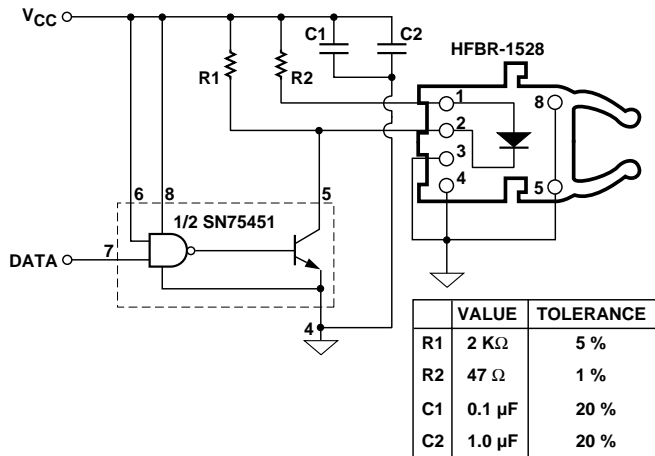 VCC
C1 C2
HFBR-1528
R1 R2
1
8
2
3
4
5
6 8 5
1/2 SN75451
DATA 7
4
VALUE TOLERANCE
R1 2 KΩ 5 %
R2 47 Ω 1 %
C1 0.1 µF 20 %
C2 1.0 µF 20 %